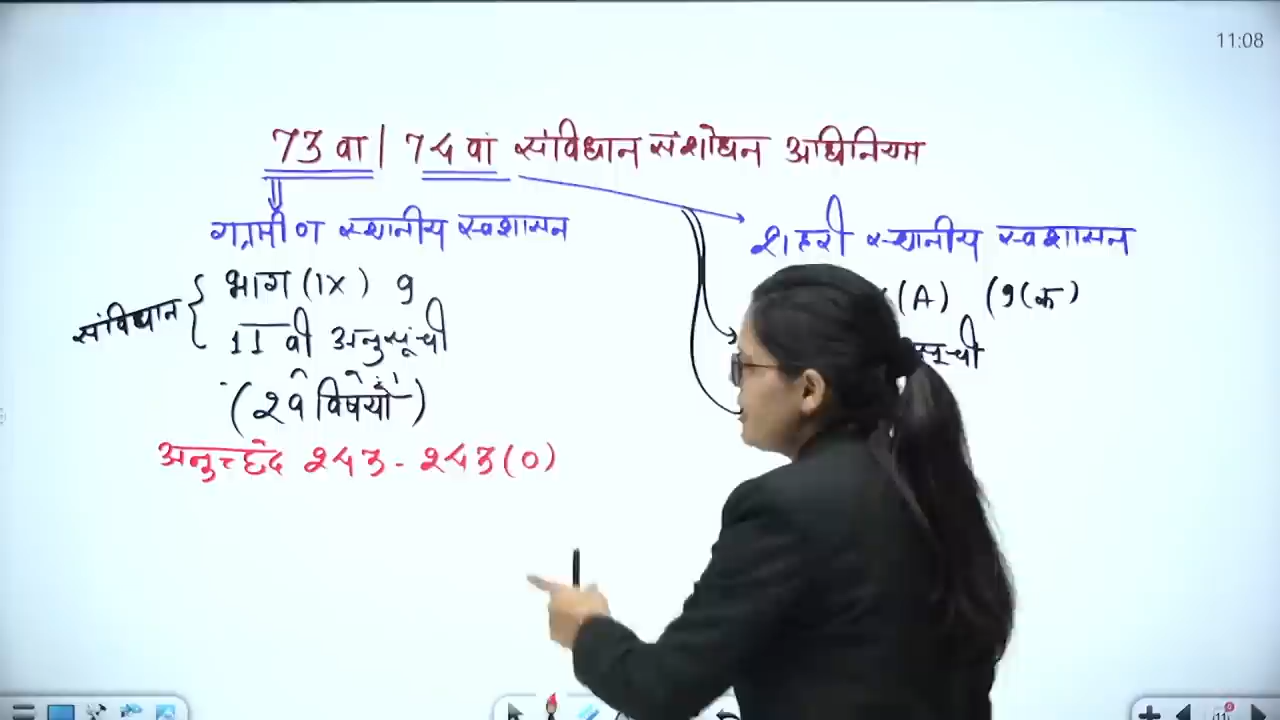 11:08
73 वा | 74 वां संविधान संशोधन अधिनियम
ग्रामीण स्थानीय स्वशासन
शहरी स्थानीय स्वशासन
संविधान
भाग (IX) 9
(A) (9(क)
11 वी अनुसूंची
सूची
(29 विषयों)
अनुच्छेद 243 - 243(0)